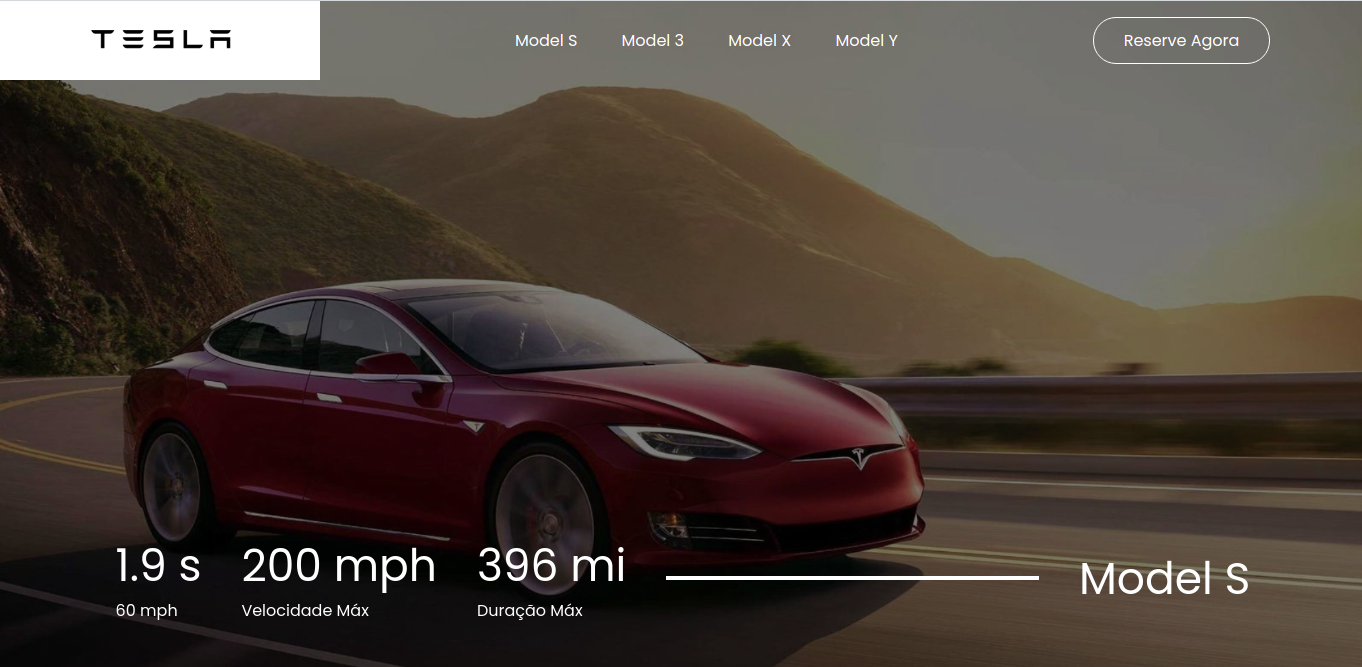 TESLA
Model S
Model 3
Model X
Model Y
Reserve Agora
1.9 s
60 mph
200 mph
Velocidade Máx
396 mi
Duração Máx
Model S